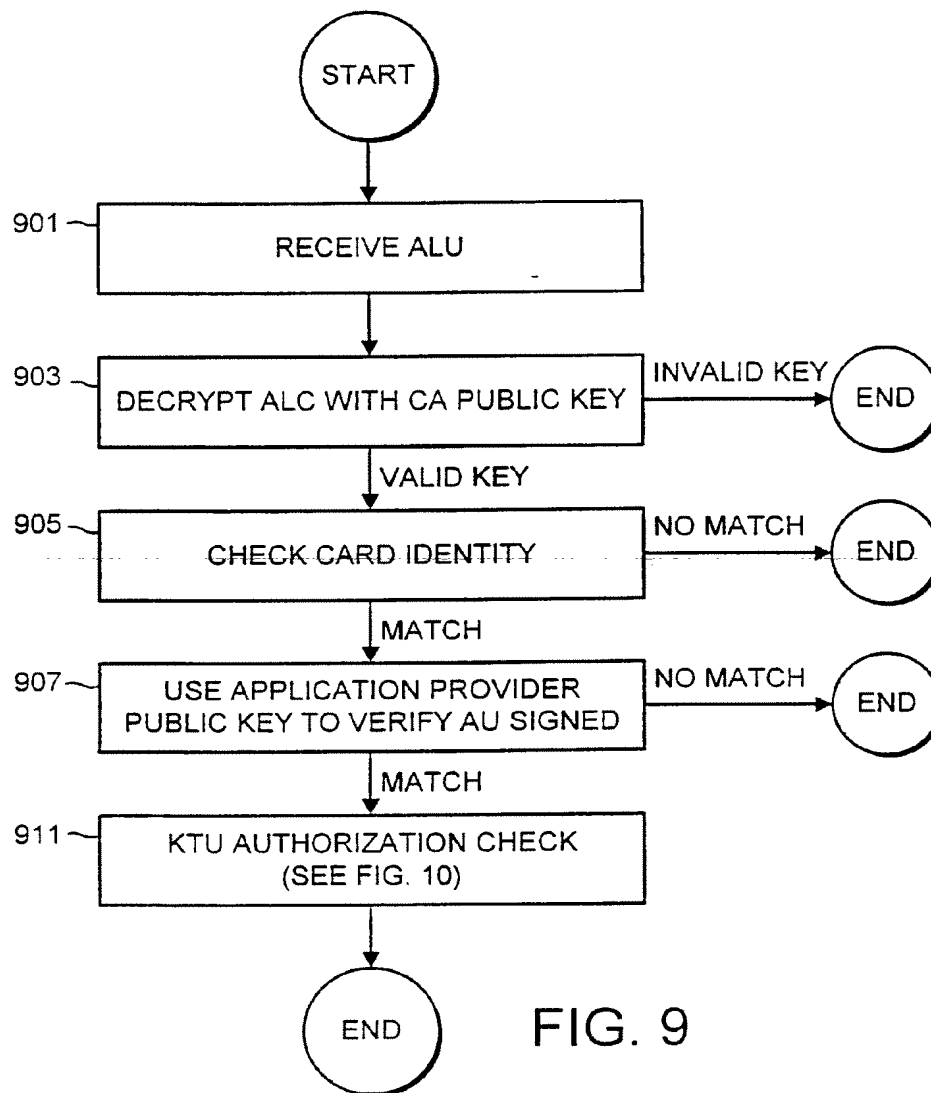 START
901
RECEIVE ALU
903
DECRYPT ALC WITH CA PUBLIC KEY
INVALID KEY
END
VALID KEY
905
CHECK CARD IDENTITY
NO MATCH
END
MATCH
907
USE APPLICATION PROVIDER
PUBLIC KEY TO VERIFY AU SIGNED
NO MATCH
END
MATCH
911
KTU AUTHORIZATION CHECK
(SEE FIG. 10)
END
FIG. 9